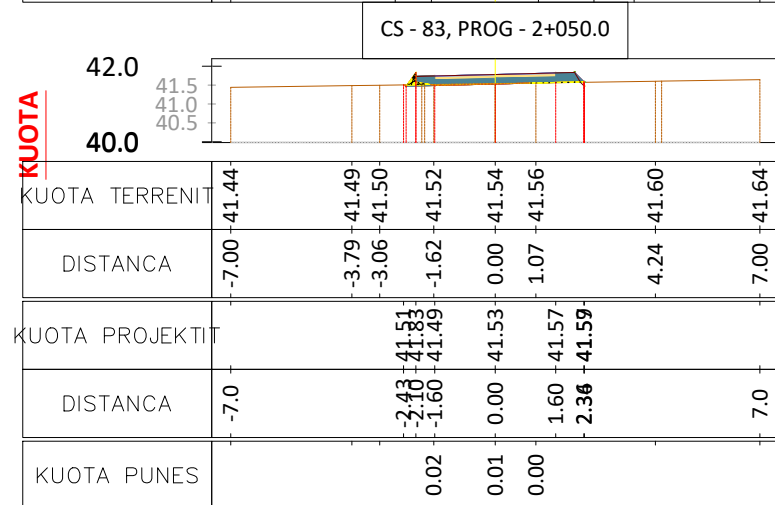 CS - 83, PROG - 2+050.0
KUOTA
42.0
41.5
41.0
40.5
40.0
KUOTA TERRENIT 41.44 41.49 41.50 41.52 41.54 41.56 41.60 41.64
DISTANCA -7.00 -3.79 -3.06 -1.62 0.00 1.07 4.24 7.00
KUOTA PROJEKTIT 41.51 41.83 41.49 41.53 41.57
DISTANCA -7.0 -2.43 -2.10 -1.60 0.00 1.60 7.0
KUOTA PUNES 0.02 0.01 0.00